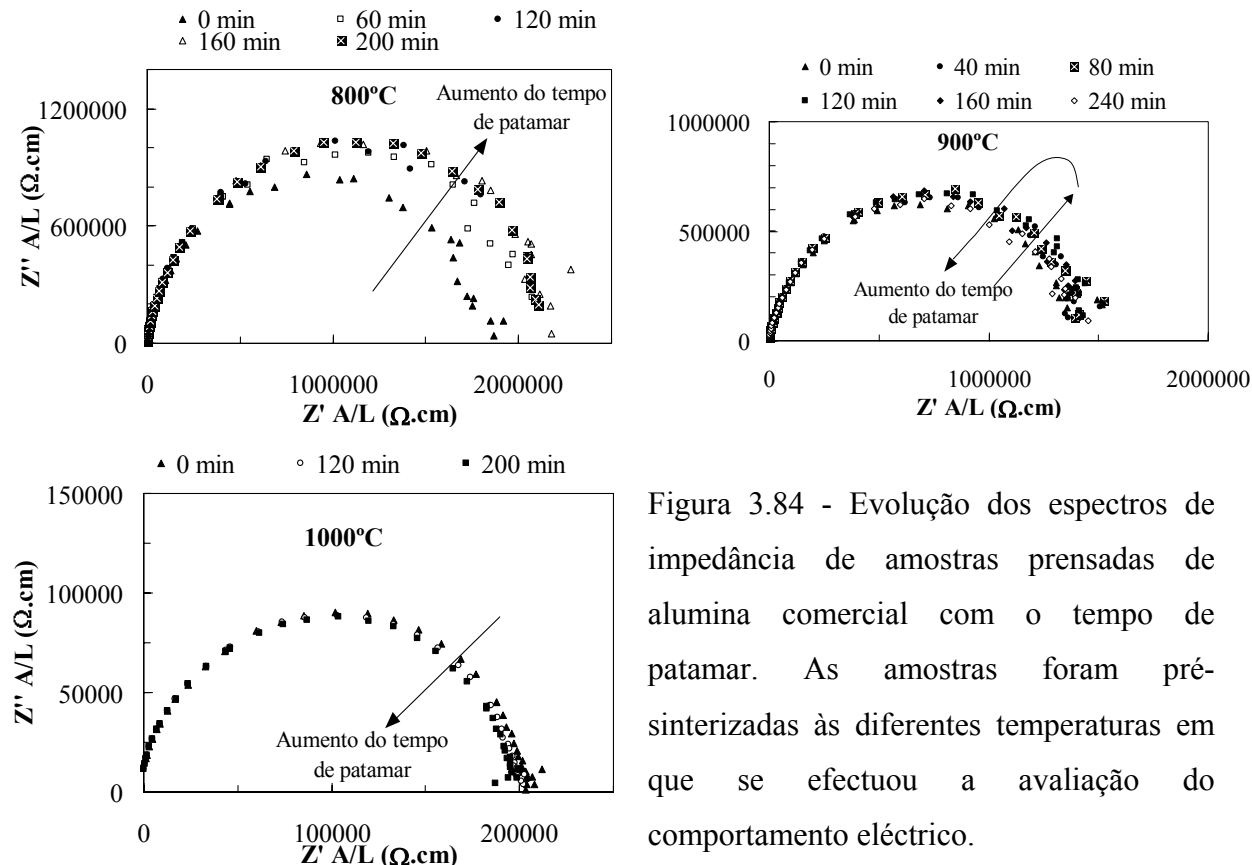 ▲ 0 min □ 60 min ● 120 min
△ 160 min ⊠ 200 min
1200000
800ºC
Aumento do tempo
de patamar
Z'' A/L (Ω.cm)
600000
0
0 1000000 2000000
Z' A/L (Ω.cm)
▲ 0 min ● 40 min ⊠ 80 min
■ 120 min ◆ 160 min ◇ 240 min
1000000
900ºC
Z'' A/L (Ω.cm)
500000
Aumento do tempo
de patamar
0
0 1000000 2000000
Z' A/L (Ω.cm)
▲ 0 min ○ 120 min ■ 200 min
150000
1000ºC
Z'' A/L (Ω.cm)
100000
50000
Aumento do tempo
de patamar
0
0 100000 200000
Z' A/L (Ω.cm)
Figura 3.84 - Evolução dos espectros de
impedância de amostras prensadas de
alumina comercial com o tempo de
patamar. As amostras foram pré-
sinterizadas às diferentes temperaturas em
que se efectuou a avaliação do
comportamento eléctrico.